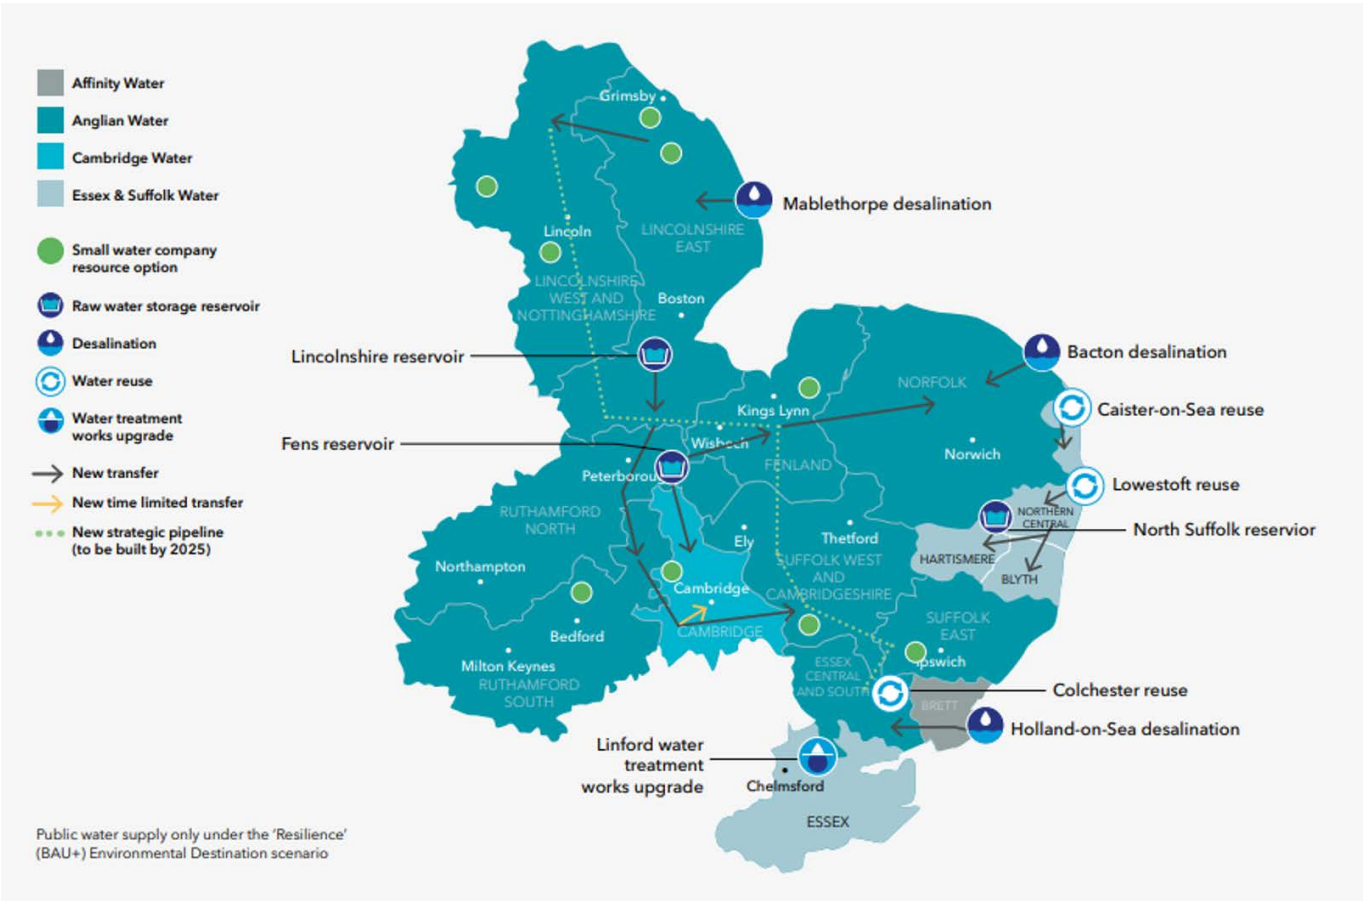 Affinity Water
Anglian Water
Cambridge Water
Essex & Suffolk Water
Small water company
resource option
Raw water storage reservoir
Desalination
Water reuse
Water treatment
works upgrade
New transfer
New time limited transfer
New strategic pipeline
(to be built by 2025)
Grimsby
Mablethorpe desalination
Lincoln
LINCOLNSHIRE
EAST
LINCOLNSHIRE
WEST AND
NOTTINGHAMSHIRE
Boston
Lincolnshire reservoir
Bacton desalination
NORFOLK
Kings Lynn
Caister-on-Sea reuse
Fens reservoir
Wisbech
Norwich
FENLAND
Peterborou
Lowestoft reuse
RUTHAMFORD
NORTH
NORTHERN
CENTRAL
North Suffolk reservior
Ely
Thetford
HARTISMERE
BLYTH
SUFFOLK WEST
AND
CAMBRIDGESHIRE
Northampton
Cambridge
CAMBRIDGE
Bedford
SUFFOLK
EAST
Ipswich
Milton Keynes
RUTHAMFORD
SOUTH
ESSEX
CENTRAL
AND SOUTH
BRETT
Colchester reuse
Holland-on-Sea desalination
Linford water
treatment
works upgrade
Chelmsford
ESSEX
Public water supply only under the ‘Resilience’
(BAU+) Environmental Destination scenario